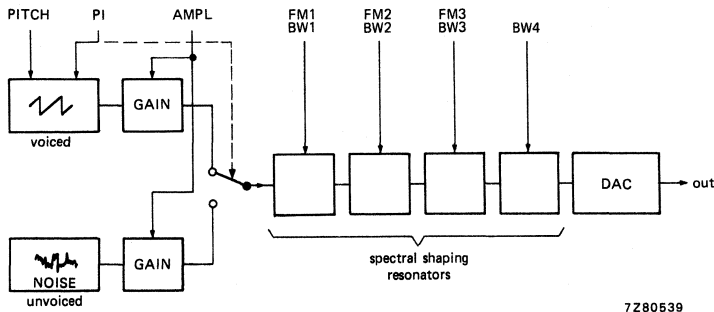 PITCH PI AMPL FM1 FM2 FM3
BW1 BW2 BW3 BW4
GAIN
voiced
DAC
out
NOISE
GAIN
unvoiced
spectral shaping
resonators
7Z80539